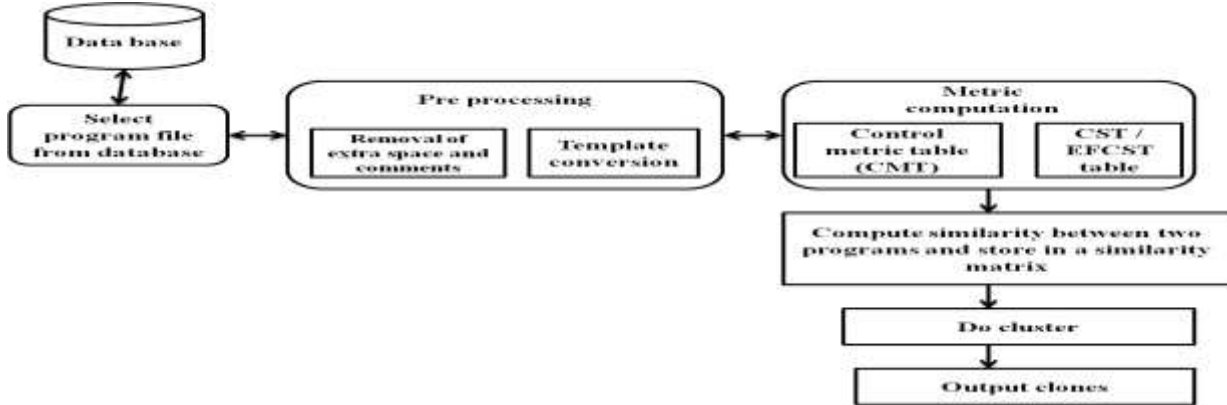 Data base
Select
program file
from database
Pre processing
Removal of
extra space and
comments
Template
conversion
Metric
computation
Control
metric table
(CMT)
CST /
EFCST
table
Compute similarity between two
programs and store in a similarity
matrix
Do cluster
Output clones